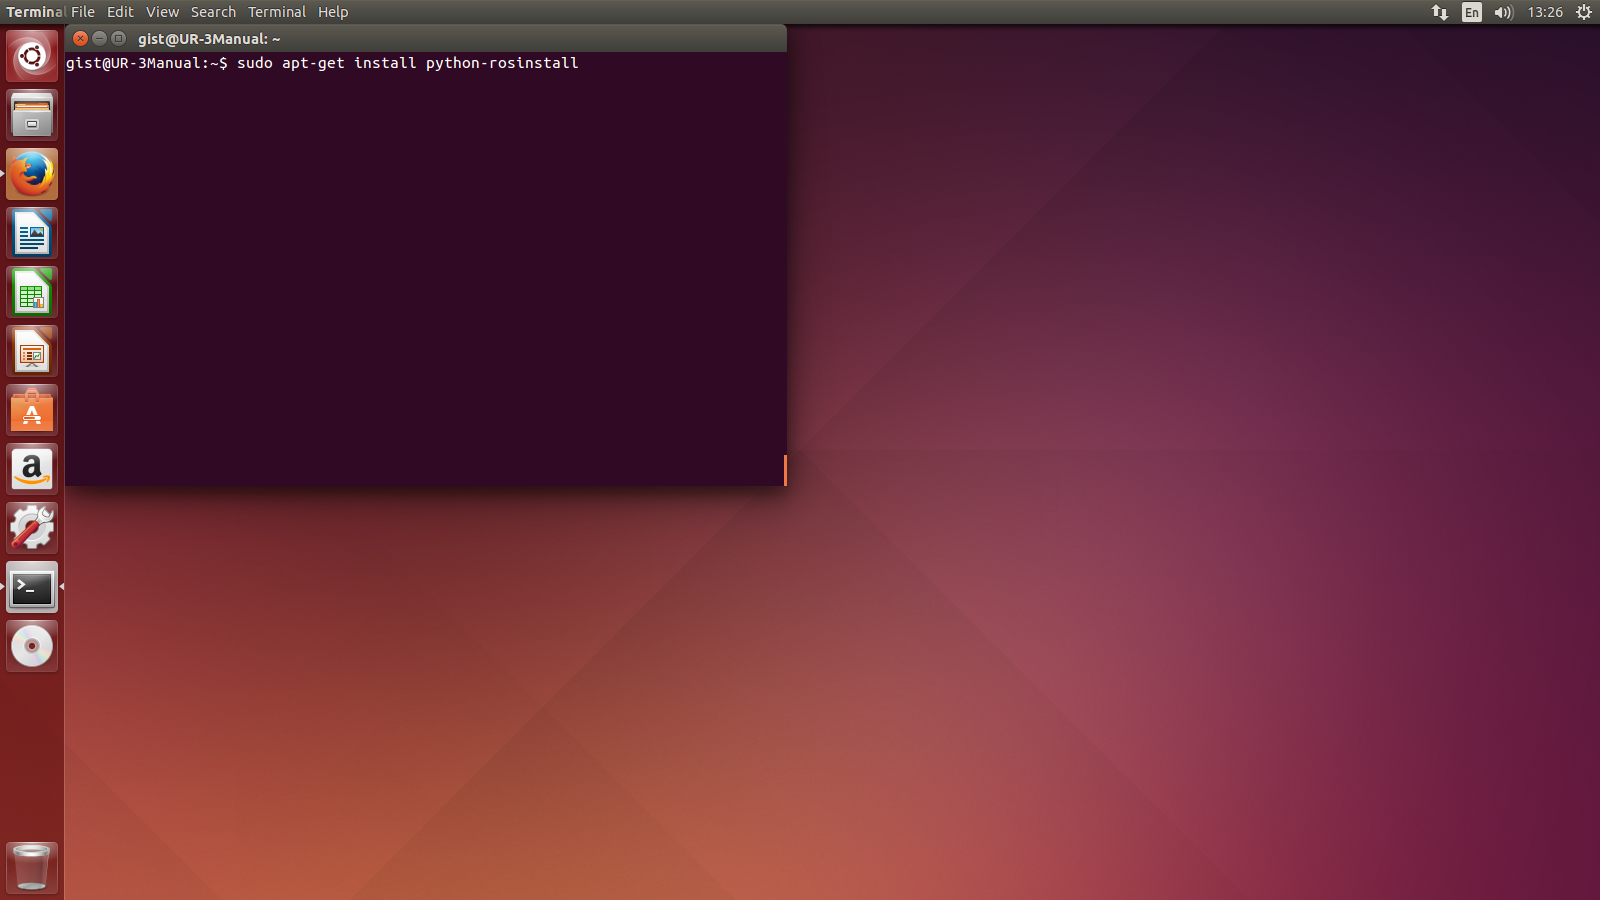 Terminal File Edit View Search Terminal Help
En 13:26
gist@UR-3Manual: ~
gist@UR-3Manual:~$ sudo apt-get install python-rosinstall
A
a
>_